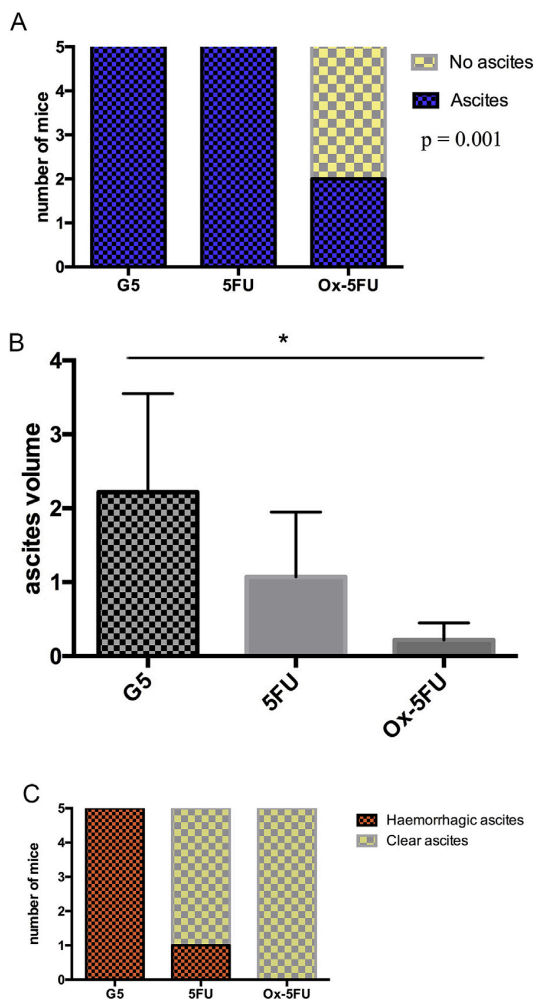 A
5
4
3
2
1
0
number of mice
G5
5FU
Ox-5FU
No ascites
Ascites
p = 0.001
B
*
4
3
2
1
0
ascites volume
G5
5FU
Ox-5FU
C
5
4
3
2
1
0
number of mice
G5
5FU
Ox-5FU
Haemorrhagic ascites
Clear ascites